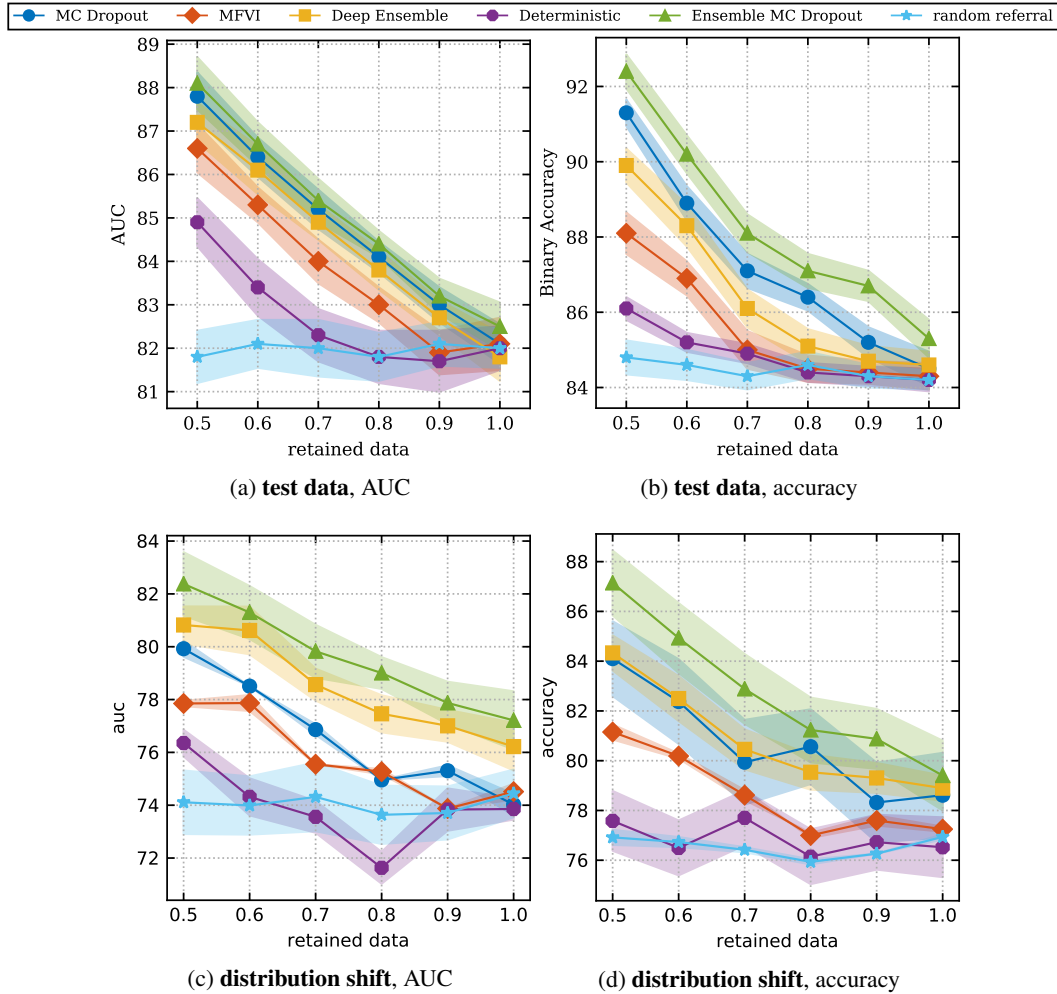 MC Dropout MFVI Deep Ensemble Deterministic Ensemble MC Dropout random referral
89
88
87
86
85
84
83
82
81
AUC
0.5 0.6 0.7 0.8 0.9 1.0
retained data
(a) test data, AUC
92
90
88
86
84
Binary Accuracy
0.5 0.6 0.7 0.8 0.9 1.0
retained data
(b) test data, accuracy
84
82
80
78
76
74
72
auc
0.5 0.6 0.7 0.8 0.9 1.0
retained data
(c) distribution shift, AUC
88
86
84
82
80
78
76
accuracy
0.5 0.6 0.7 0.8 0.9 1.0
retained data
(d) distribution shift, accuracy